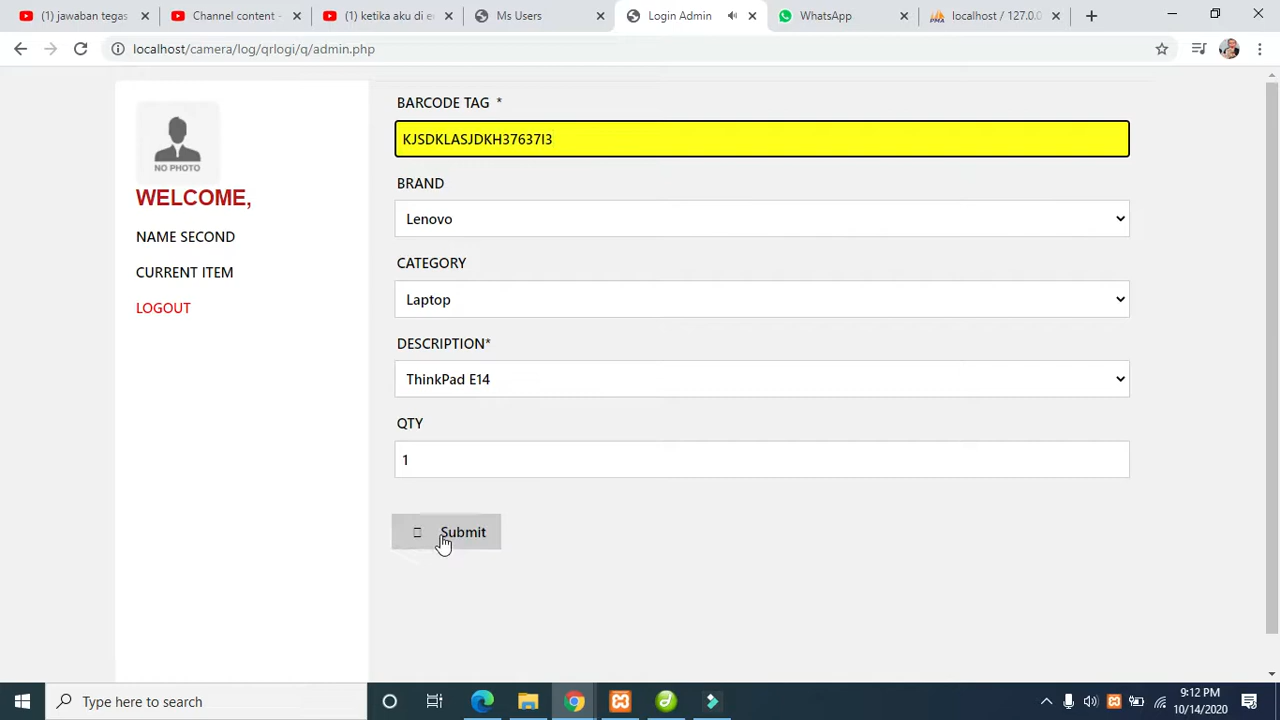 (1) jawaban tegas
Channel content -
(1) ketika aku di e
Ms Users
Login Admin
WhatsApp
localhost / 127.0.0
localhost/camera/log/qrlogi/q/admin.php
NO PHOTO
WELCOME,
NAME SECOND
CURRENT ITEM
LOGOUT
BARCODE TAG *
KJSDKLASJDKH37637I3
BRAND
Lenovo
CATEGORY
Laptop
DESCRIPTION*
ThinkPad E14
QTY
1
Submit
Type here to search
9:12 PM
10/14/2020